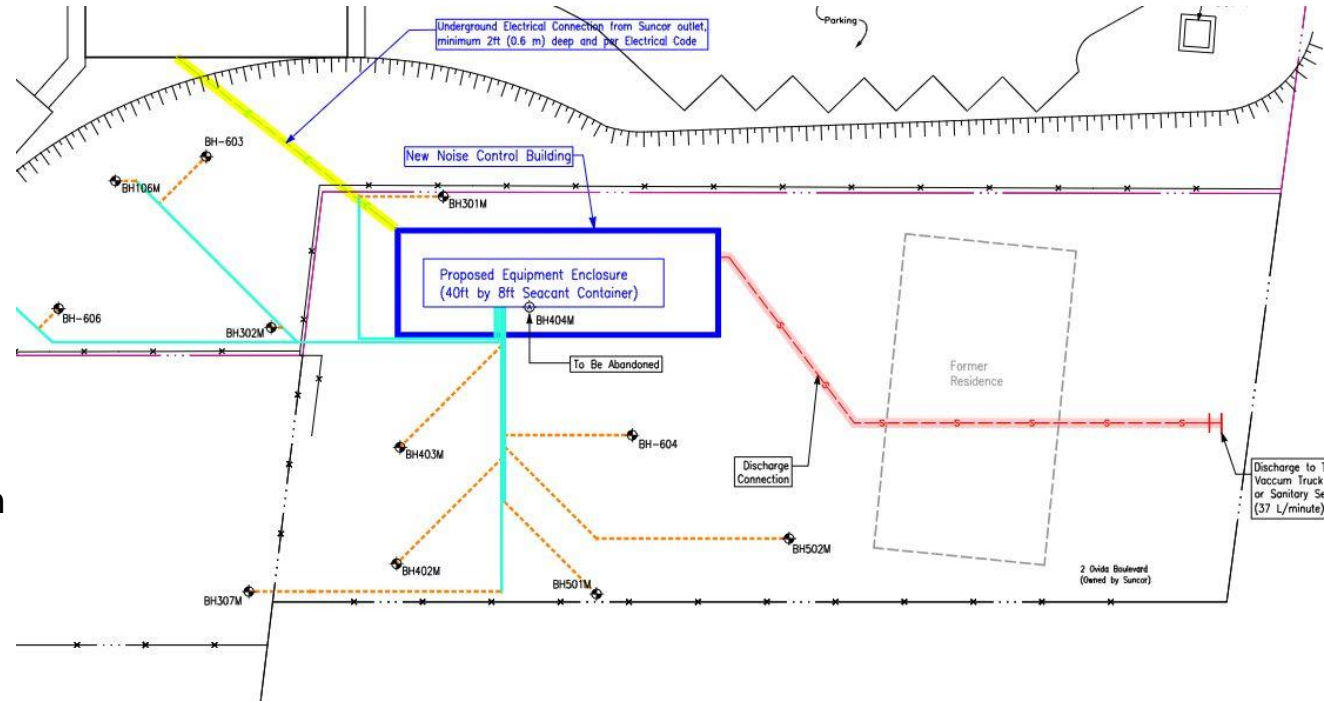 Parking
Underground Electrical Connection from Suncor outlet,
minimum 2ft (0.6 m) deep and per Electrical Code
BH-603
New Noise Control Building
BH106M
BH301M
Proposed Equipment Enclosure
(40ft by 8ft Seacant Container)
BH-606
BH302M
BH404M
To Be Abandoned
Former
Residence
BH403M
BH-604
Discharge
Connection
Discharge to T
Vaccum Truck
or Sanitary Se
(37 L/minute)
n
BH502M
BH402M
BH501M
2 Ovida Boulevard
(Owned by Suncor)
BH307M